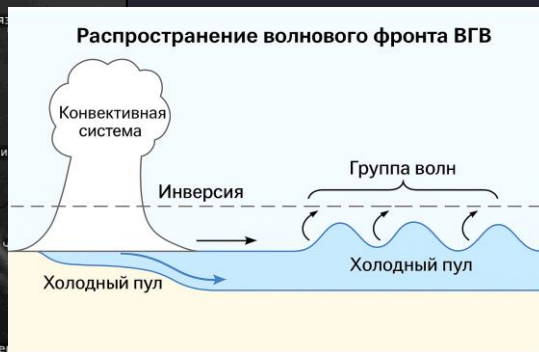 Распространение волнового фронта ВГВ
Конвективная
система
Группа волн
Инверсия
Холодный пул
Холодный пул